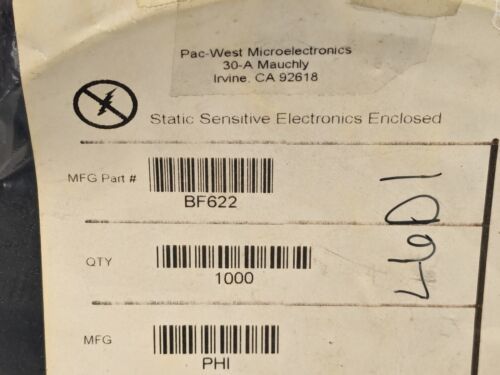 Pac-West Microelectronics
30-A Mauchly
Irvine, CA 92618
Static Sensitive Electronics Enclosed
MFG Part #
BF622
QTY
1000
MFG
PHI